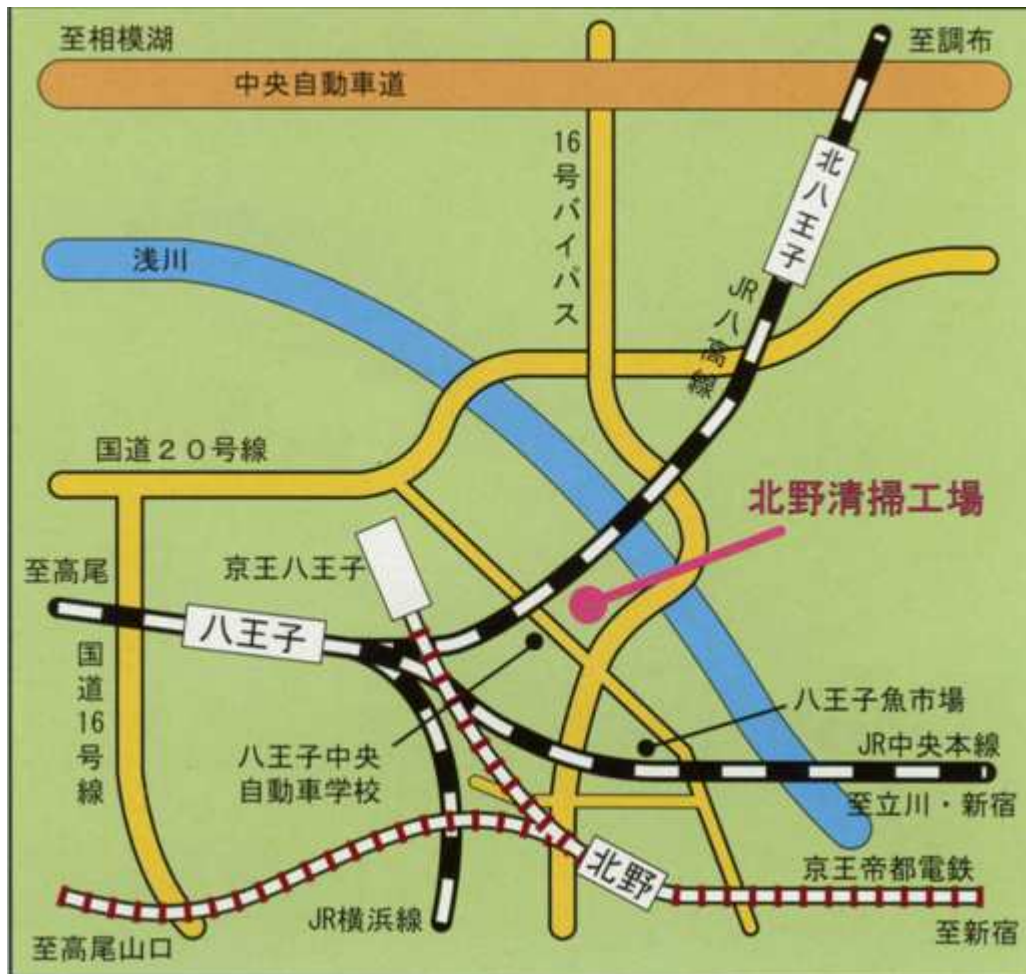 至相模湖
至調布
中央自動車道
16号バイパス
北八王子
浅川
JR八高線
国道２０号線
北野清掃工場
京王八王子
至高尾
八王子
国道16号線
八王子魚市場
八王子中央
自動車学校
JR中央本線
至立川・新宿
北野
京王帝都電鉄
JR横浜線
至新宿
至高尾山口